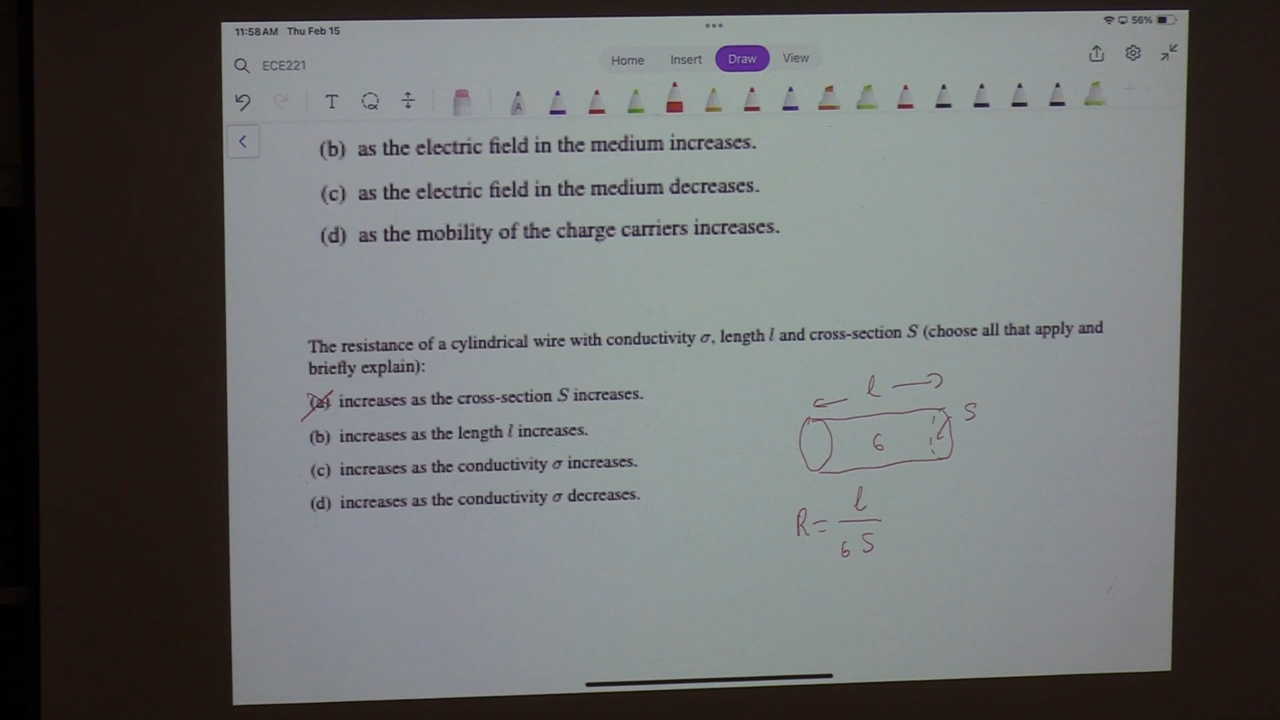 11:58 AM Thu Feb 15
56%
ECE221
Home Insert Draw View
T
A
(b) as the electric field in the medium increases.
(c) as the electric field in the medium decreases.
(d) as the mobility of the charge carriers increases.
The resistance of a cylindrical wire with conductivity σ, length l and cross-section S (choose all that apply and
briefly explain):
(a) increases as the cross-section S increases.
(b) increases as the length l increases.
(c) increases as the conductivity σ increases.
(d) increases as the conductivity σ decreases.
l
S
σ
R = l / σ S